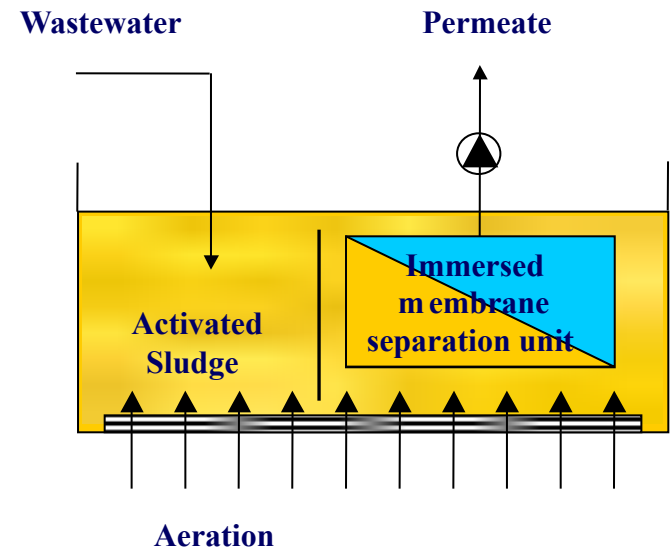 Wastewater
Permeate
Immersed
m embrane
separation unit
Activated
Sludge
Aeration